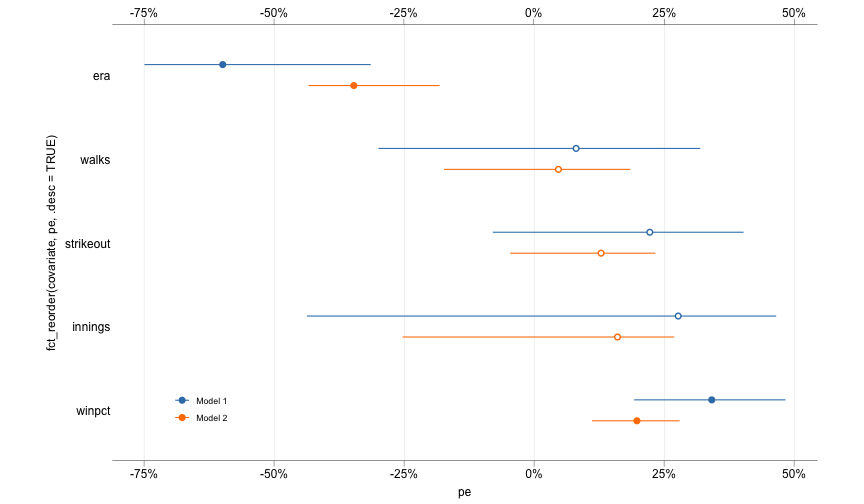 -75% -50% -25% 0% 25% 50%
era
walks
strikeout
innings
winpct
fct_reorder(covariate, pe, .desc = TRUE)
Model 1
Model 2
-75% -50% -25% 0% 25% 50%
pe